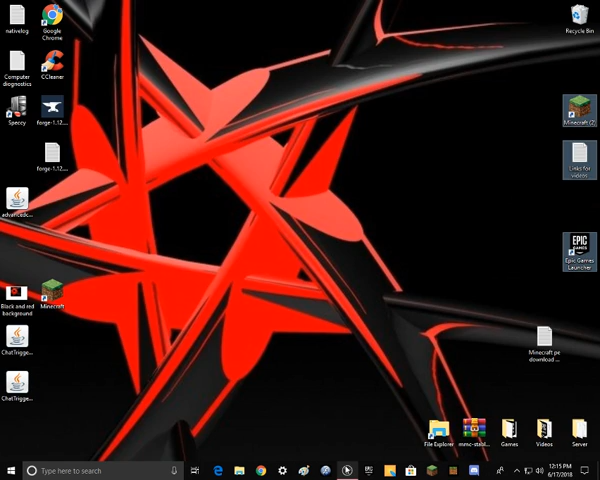 nativelog
Google
Chrome
Recycle Bin
Computer
diognostics
CCleaner
Speccy
forge-1.12....
Minecraft (2)
forge-1.12....
Links for
videos
advancedc...
EPIC
GAMES
Epic Games
Launcher
Black and red
background
Minecraft
ChatTrigge...
Minecraft pe
download ...
ChatTrigge...
File Explorer
mmc-stabl...
Games
Videos
Server
Type here to search
12:15 PM
6/17/2018